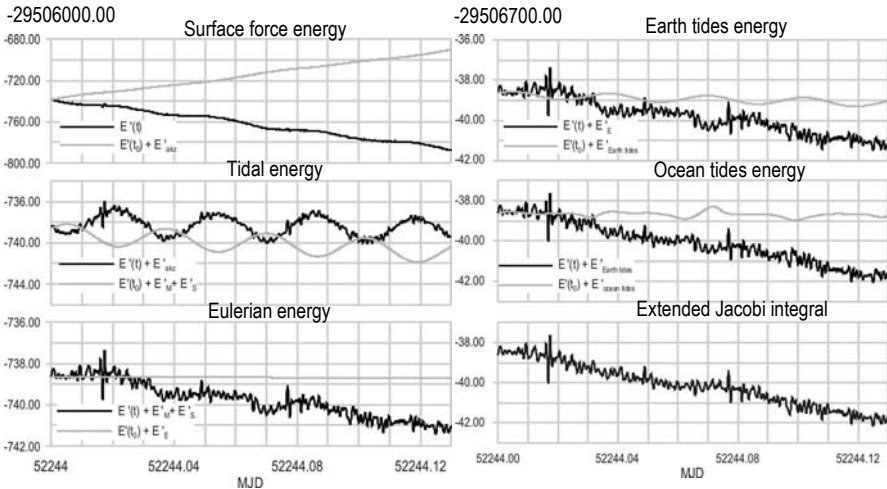 -29506000.00
Surface force energy
-680.00
-720.00
-760.00
-800.00
E'(t)
E'(t₀) + E'akz
Tidal energy
-736.00
-740.00
-744.00
E'(t) + E'akz
E'(t₀) + E'M + E'S
Eulerian energy
-736.00
-738.00
-740.00
-742.00
E'(t) + E'M + E'S
E'(t₀) + E'E
52244
52244.04
52244.08
52244.12
MJD
-29506700.00
Earth tides energy
-36.00
-38.00
-40.00
-42.00
E'(t) + E'E
E'(t₀) + E'Earth tides
Ocean tides energy
-38.00
-40.00
-42.00
E'(t) + E'Earth tides
E'(t₀) + E'ocean tides
Extended Jacobi integral
-38.00
-40.00
-42.00
52244.00
52244.04
52244.08
52244.12
MJD